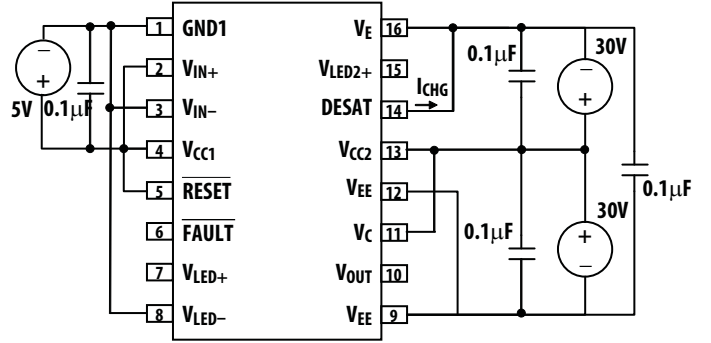 1 GND1 VE 16
2 VIN+ VLED2+ 15
3 VIN– DESAT 14
4 VCC1 VCC2 13
5 RESET VEE 12
6 FAULT VC 11
7 VLED+ VOUT 10
8 VLED– VEE 9
5V
0.1µF
ICHG
0.1µF
30V
0.1µF
30V
0.1µF
– +
– +
+ –